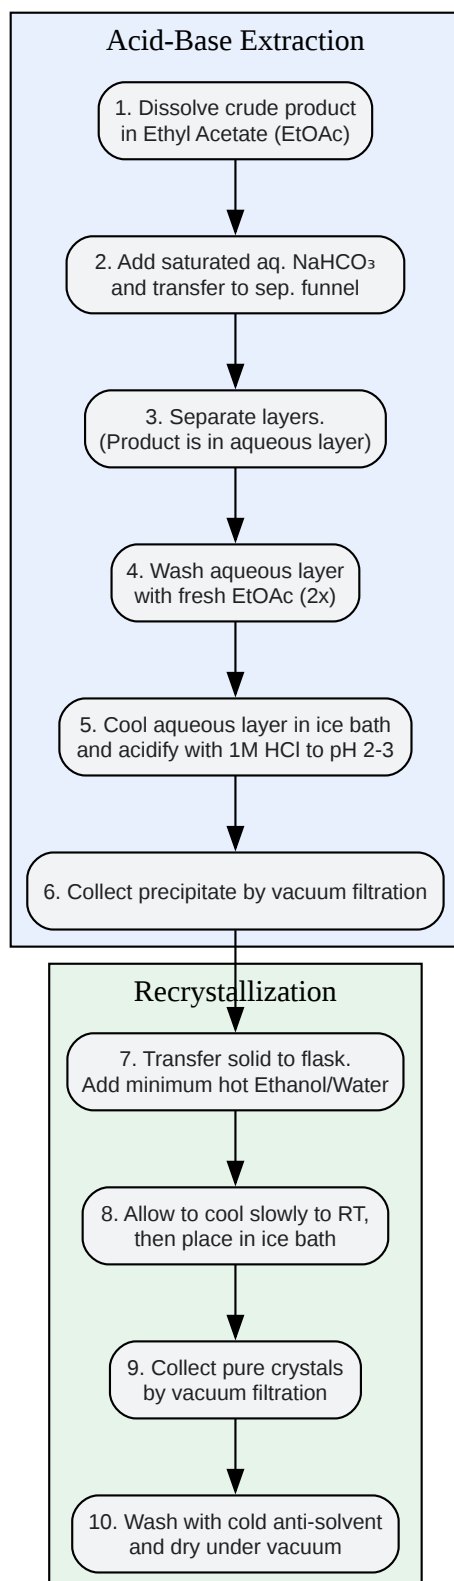 Acid-Base Extraction
1. Dissolve crude product
in Ethyl Acetate (EtOAc)
2. Add saturated aq. NaHCO₃
and transfer to sep. funnel
3. Separate layers.
(Product is in aqueous layer)
4. Wash aqueous layer
with fresh EtOAc (2x)
5. Cool aqueous layer in ice bath
and acidify with 1M HCl to pH 2-3
6. Collect precipitate by vacuum filtration
Recrystallization
7. Transfer solid to flask.
Add minimum hot Ethanol/Water
8. Allow to cool slowly to RT,
then place in ice bath
9. Collect pure crystals
by vacuum filtration
10. Wash with cold anti-solvent
and dry under vacuum